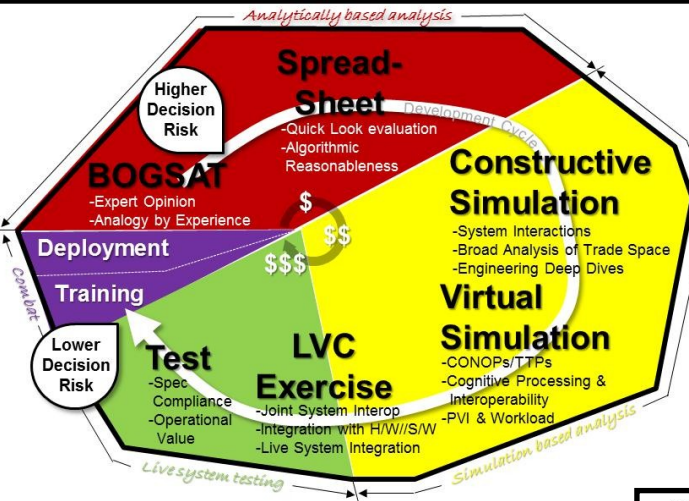 Analytically based analysis
Higher
Decision
Risk
Spread-
Sheet
-Quick Look evaluation
-Algorithmic
Reasonableness
Development Cycle
BOGSAT
-Expert Opinion
-Analogy by Experience
Constructive
Simulation
-System Interactions
-Broad Analysis of Trade Space
-Engineering Deep Dives
$
$$
$$$
Deployment
Training
Combat
Virtual
Simulation
-CONOPs/TTPs
-Cognitive Processing &
Interoperability
-PVI & Workload
Lower
Decision
Risk
Test
-Spec
Compliance
-Operational
Value
LVC
Exercise
-Joint System Interop
-Integration with H/W//S/W
-Live System Integration
Live system testing
Simulation based analysis